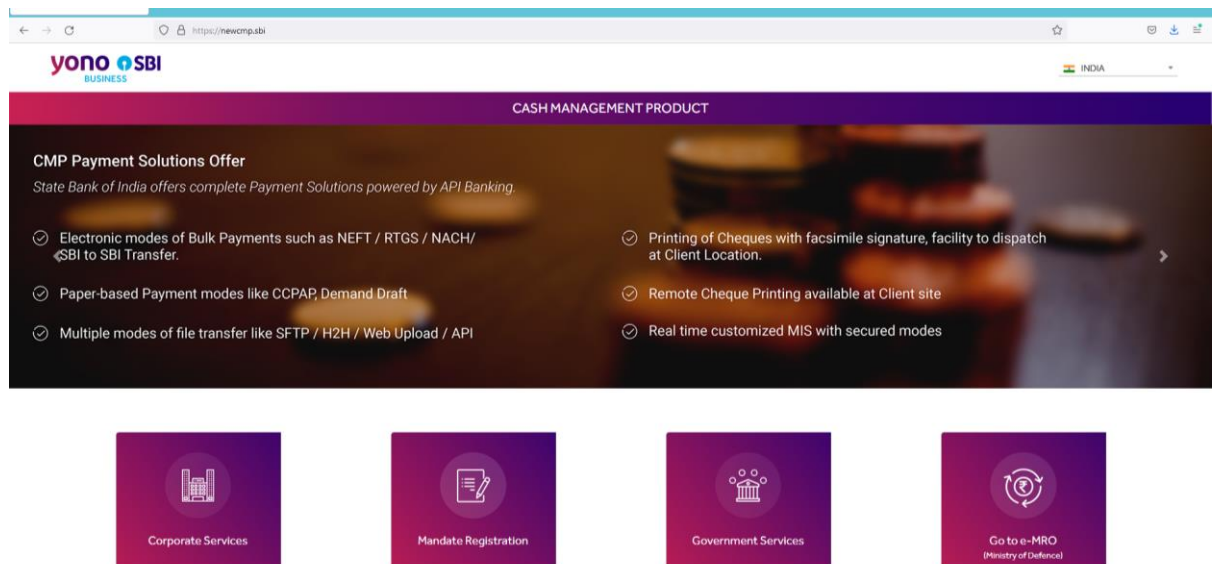 https://newcmp.sbi
yono SBI
BUSINESS
INDIA
CASH MANAGEMENT PRODUCT
CMP Payment Solutions Offer
State Bank of India offers complete Payment Solutions powered by API Banking.
Electronic modes of Bulk Payments such as NEFT / RTGS / NACH/
SBI to SBI Transfer.
Paper-based Payment modes like CCPAP, Demand Draft
Multiple modes of file transfer like SFTP / H2H / Web Upload / API
Printing of Cheques with facsimile signature, facility to dispatch
at Client Location.
Remote Cheque Printing available at Client site
Real time customized MIS with secured modes
Corporate Services
Mandate Registration
Government Services
Go to e-MRO
(Ministry of Defence)